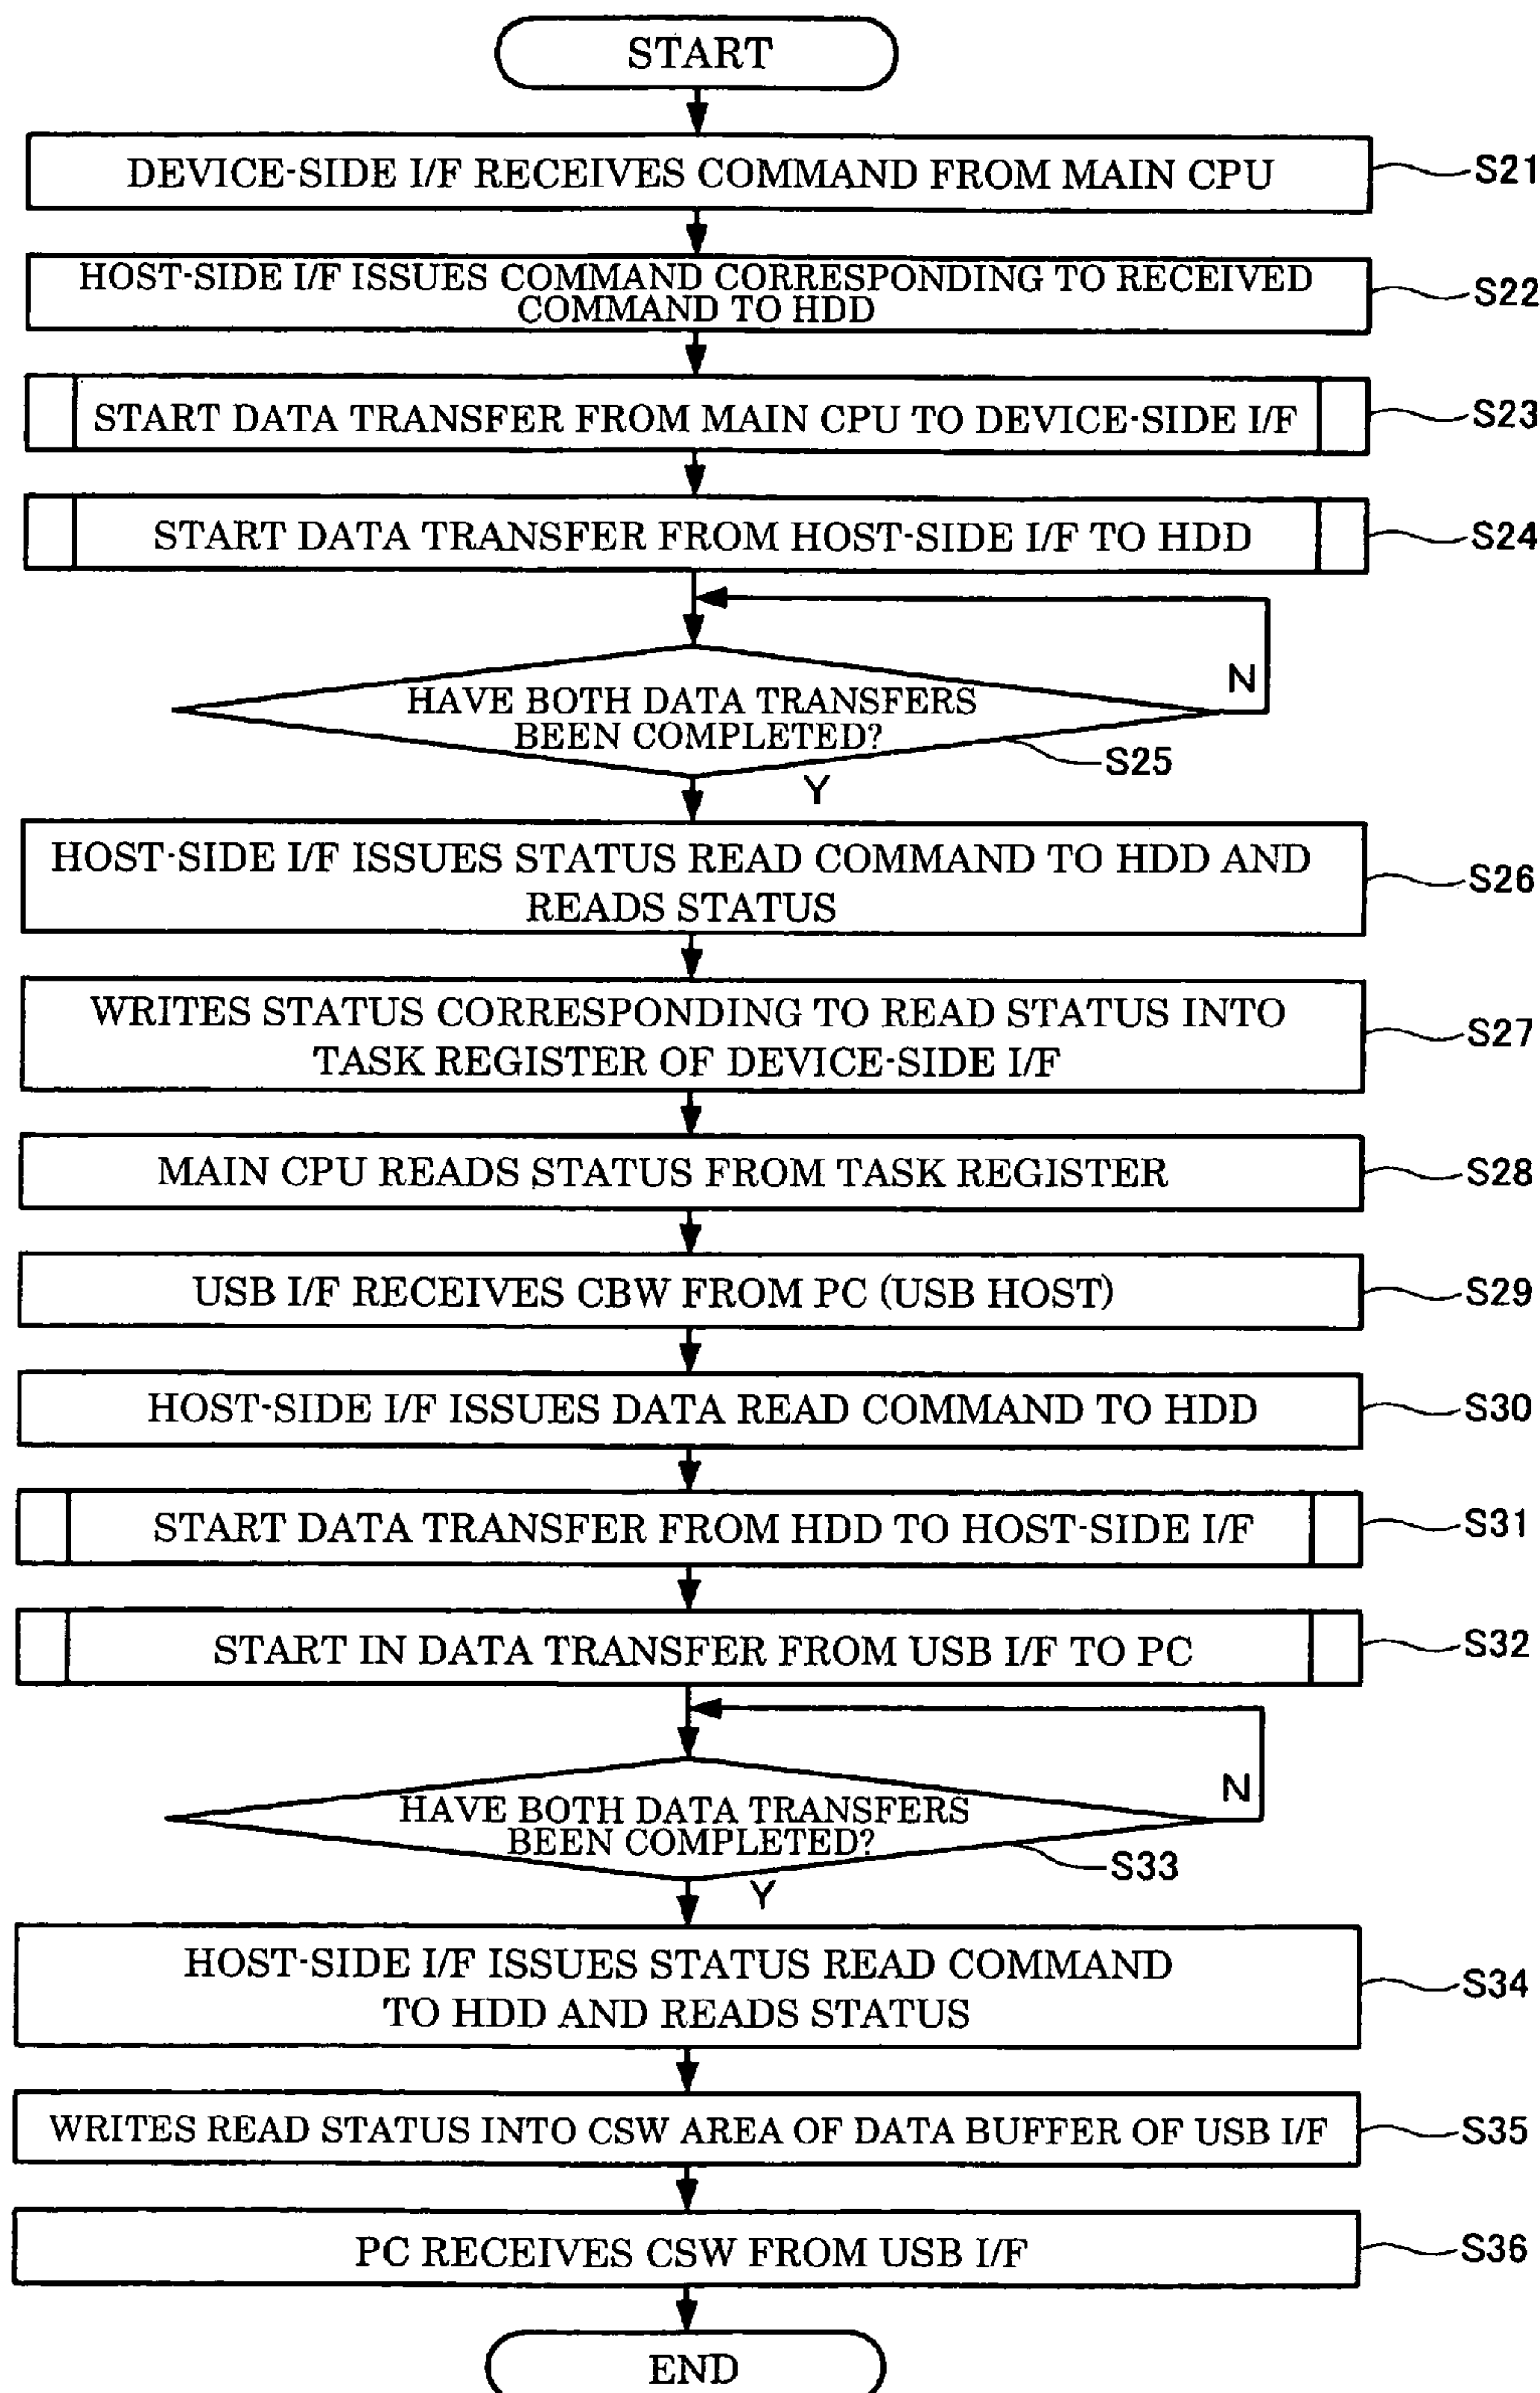 START
DEVICE-SIDE I/F RECEIVES COMMAND FROM MAIN CPU
S21
HOST-SIDE I/F ISSUES COMMAND CORRESPONDING TO RECEIVED
COMMAND TO HDD
S22
START DATA TRANSFER FROM MAIN CPU TO DEVICE-SIDE I/F
S23
START DATA TRANSFER FROM HOST-SIDE I/F TO HDD
S24
N
HAVE BOTH DATA TRANSFERS
BEEN COMPLETED?
S25
Y
HOST-SIDE I/F ISSUES STATUS READ COMMAND TO HDD AND
READS STATUS
S26
WRITES STATUS CORRESPONDING TO READ STATUS INTO
TASK REGISTER OF DEVICE-SIDE I/F
S27
MAIN CPU READS STATUS FROM TASK REGISTER
S28
USB I/F RECEIVES CBW FROM PC (USB HOST)
S29
HOST-SIDE I/F ISSUES DATA READ COMMAND TO HDD
S30
START DATA TRANSFER FROM HDD TO HOST-SIDE I/F
S31
START IN DATA TRANSFER FROM USB I/F TO PC
S32
N
HAVE BOTH DATA TRANSFERS
BEEN COMPLETED?
S33
Y
HOST-SIDE I/F ISSUES STATUS READ COMMAND
TO HDD AND READS STATUS
S34
WRITES READ STATUS INTO CSW AREA OF DATA BUFFER OF USB I/F
S35
PC RECEIVES CSW FROM USB I/F
S36
END